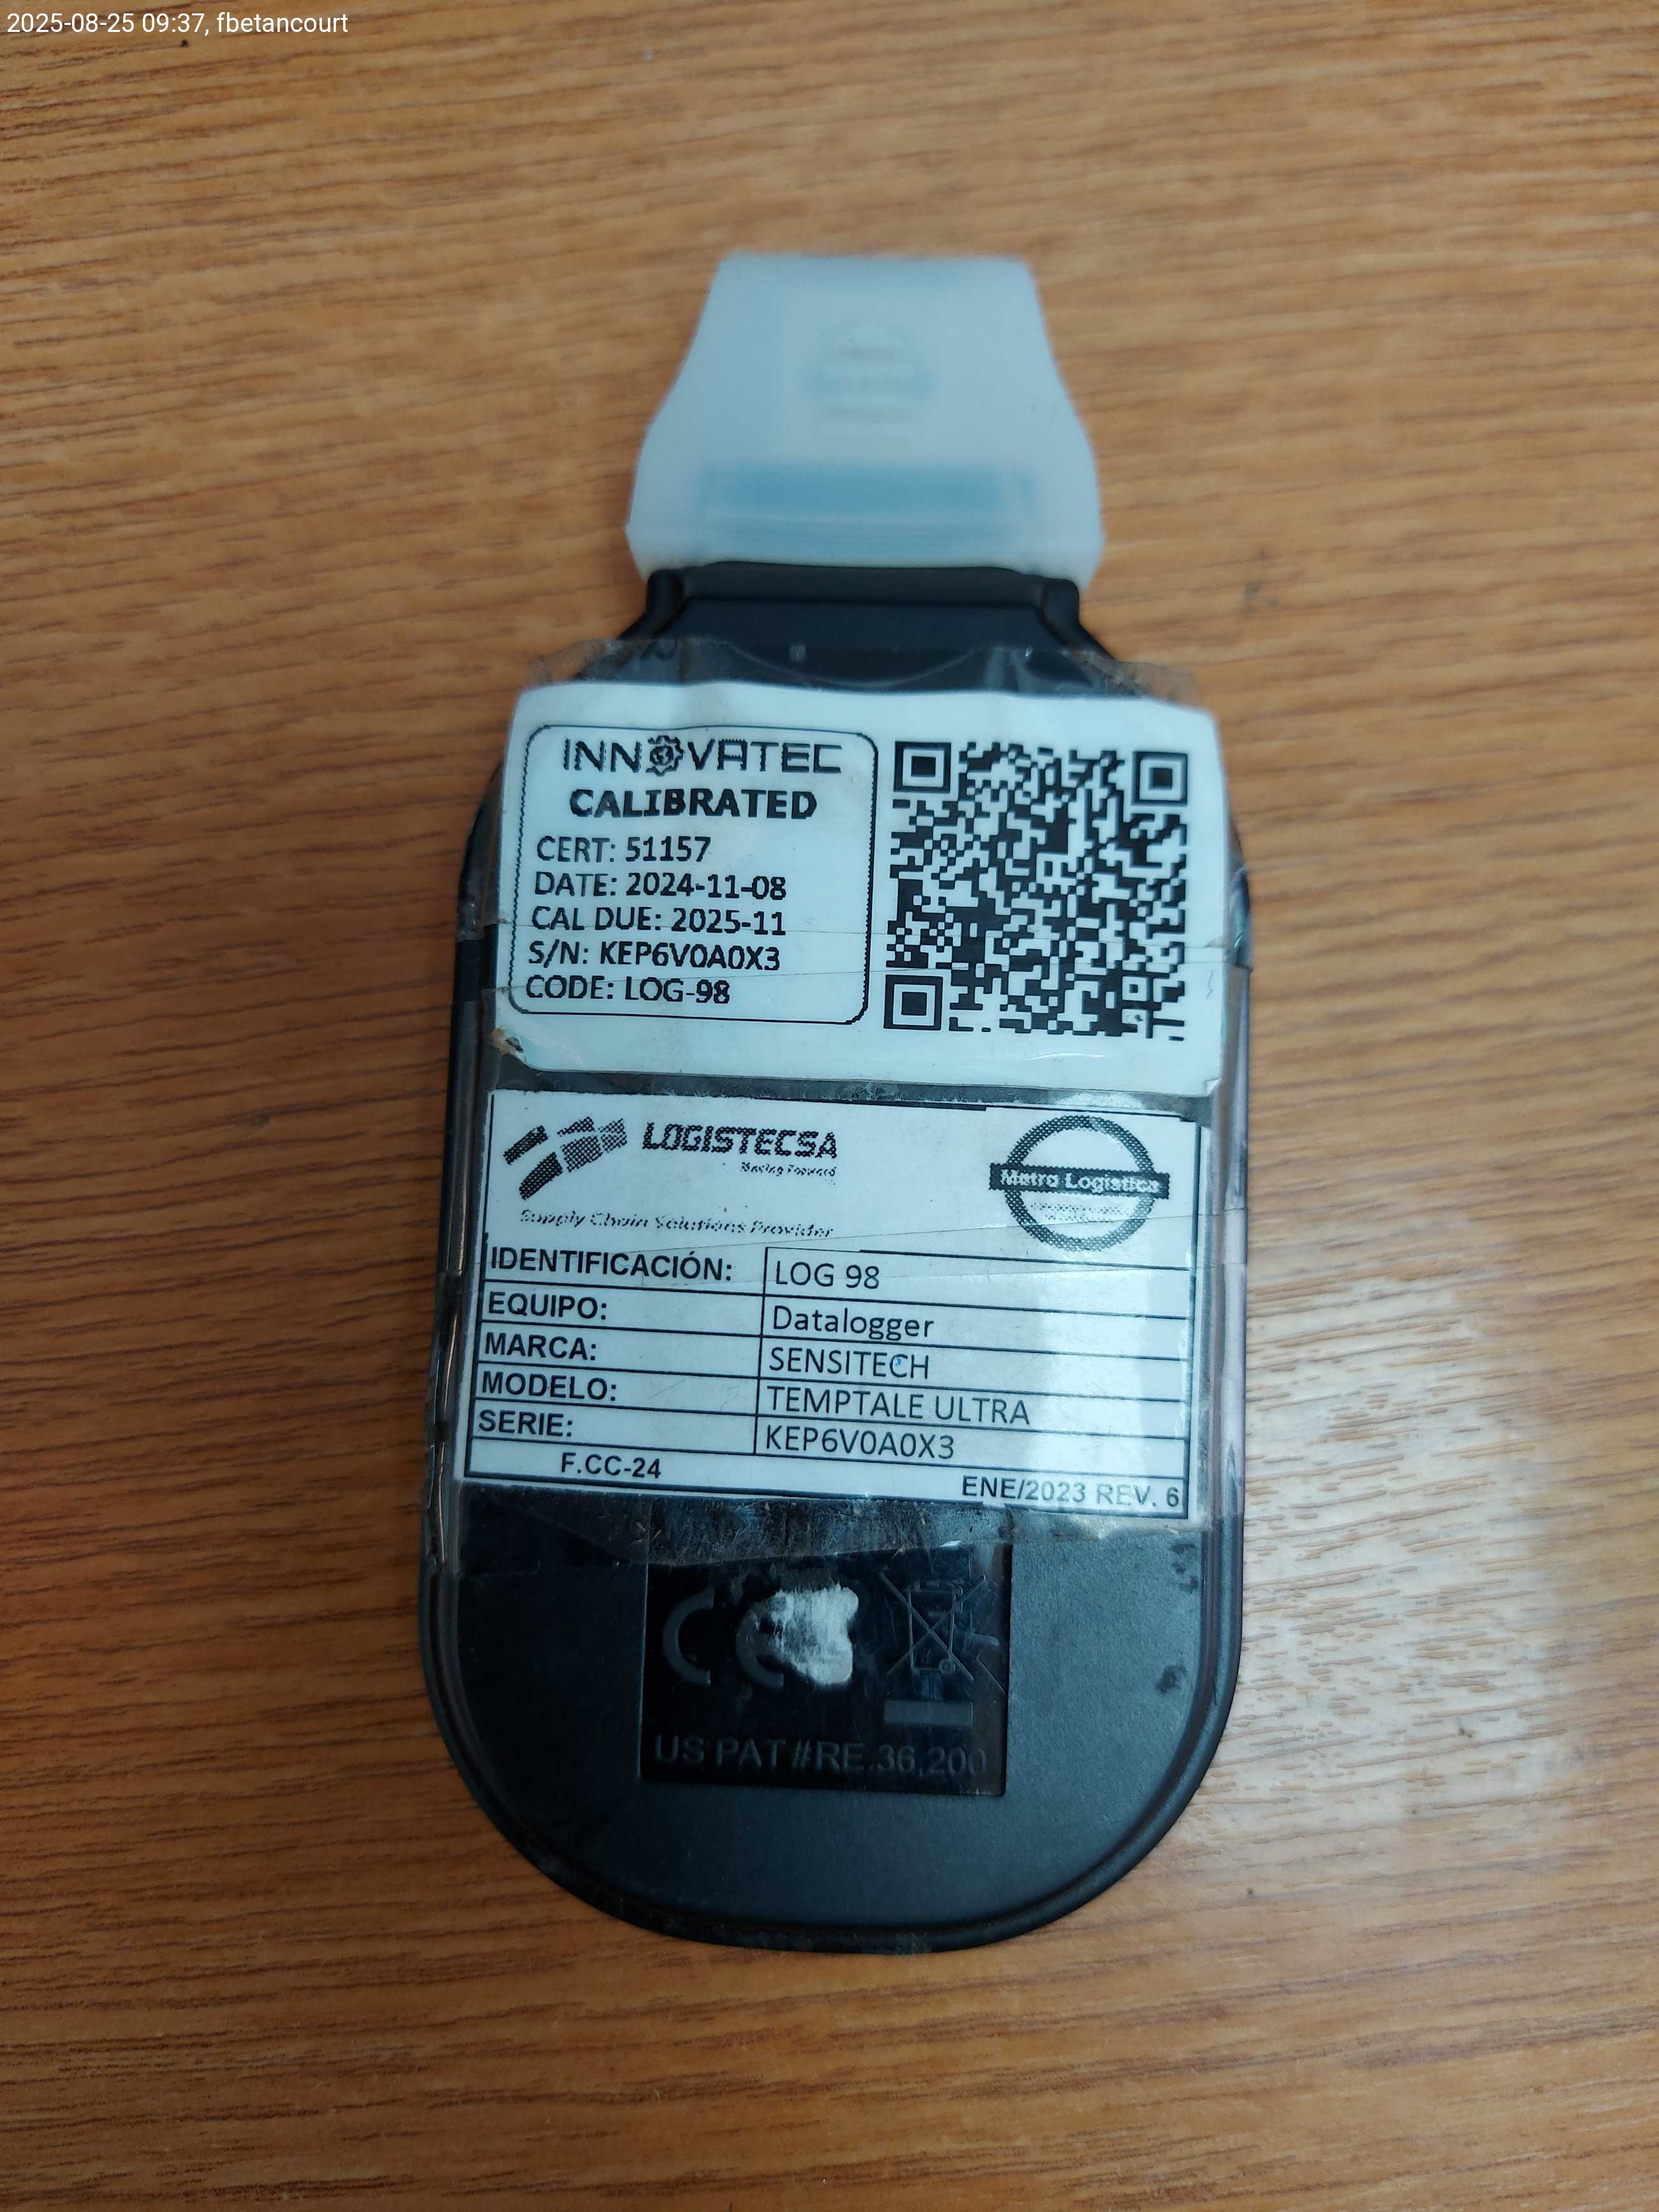 2025-08-25 09:37, fbetancourt
INNOVATEC
CALIBRATED
CERT: 51157
DATE: 2024-11-08
CAL DUE: 2025-11
S/N: KEP6V0A0X3
CODE: LOG-98
LOGISTECSA
Moving Forward
Supply Chain Solutions Provider
Metro Logistics
IDENTIFICACIÓN: LOG 98
EQUIPO: Datalogger
MARCA: SENSITECH
MODELO: TEMPTALE ULTRA
SERIE: KEP6V0A0X3
F.CC-24 ENE/2023 REV. 6
CE
US PAT #RE.36,200